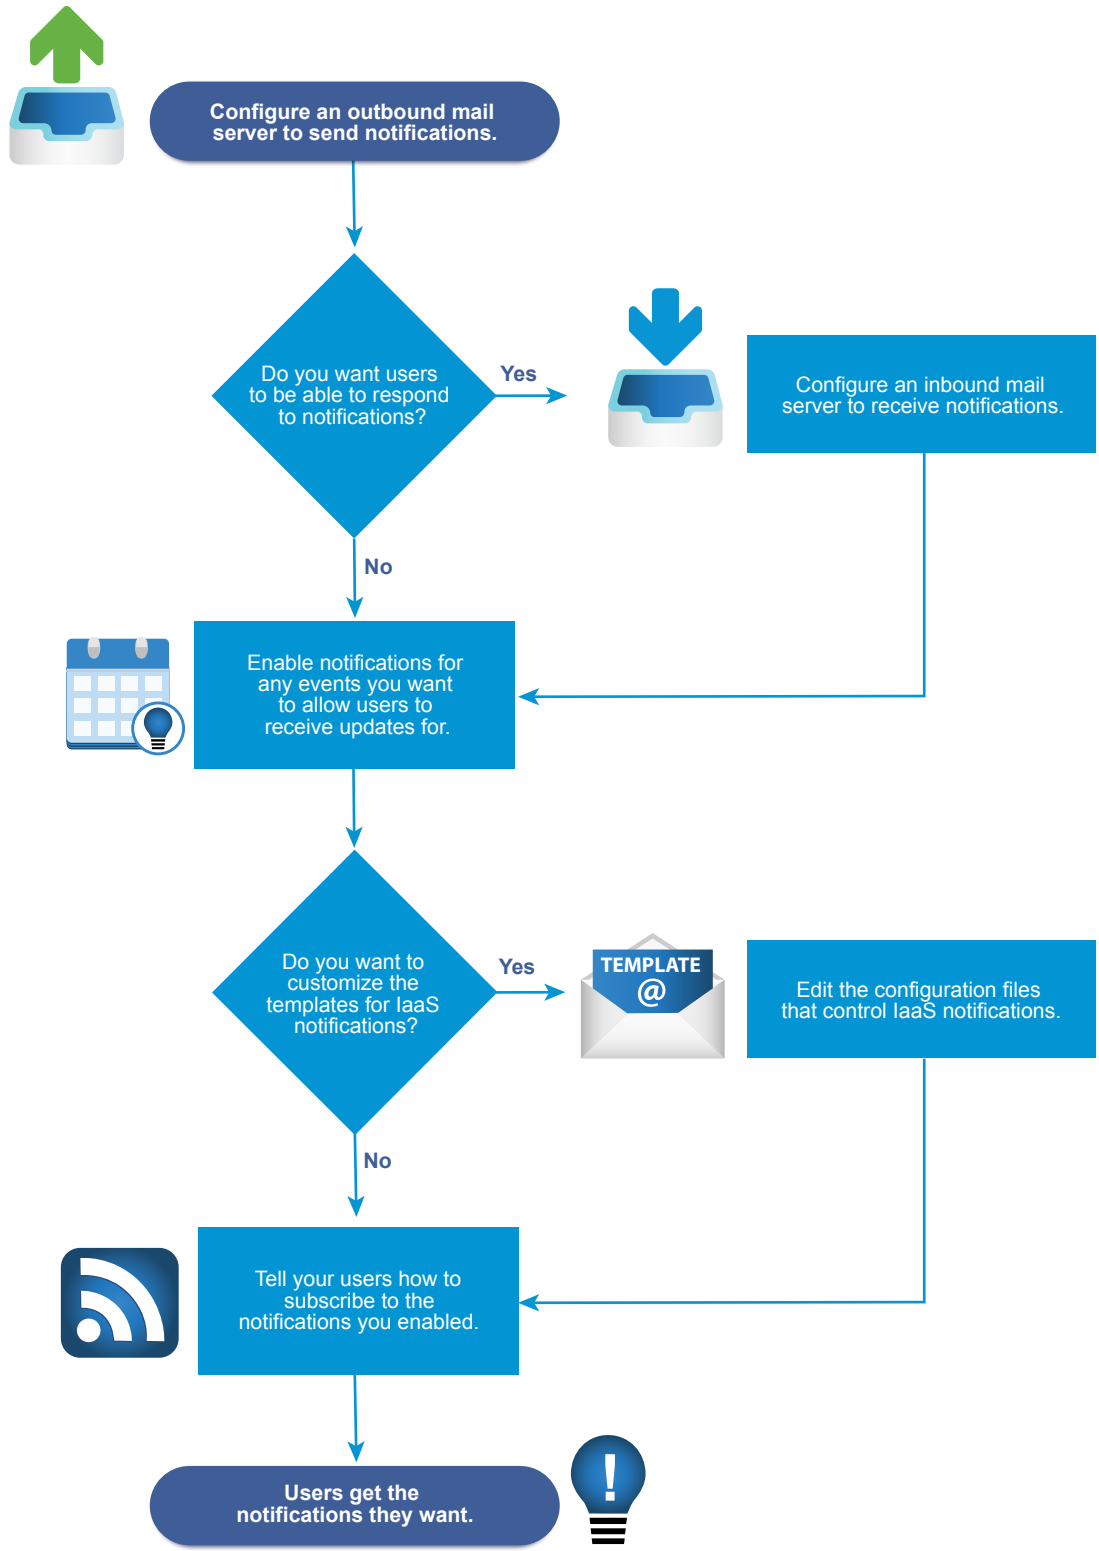 Configure an outbound mail
server to send notifications.
Do you want users
to be able to respond
to notifications?
Yes
Configure an inbound mail
server to receive notifications.
No
Enable notifications for
any events you want
to allow users to
receive updates for.
Do you want to
customize the
templates for IaaS
notifications?
Yes
TEMPLATE
@
Edit the configuration files
that control IaaS notifications.
No
Tell your users how to
subscribe to the
notifications you enabled.
Users get the
notifications they want.
!